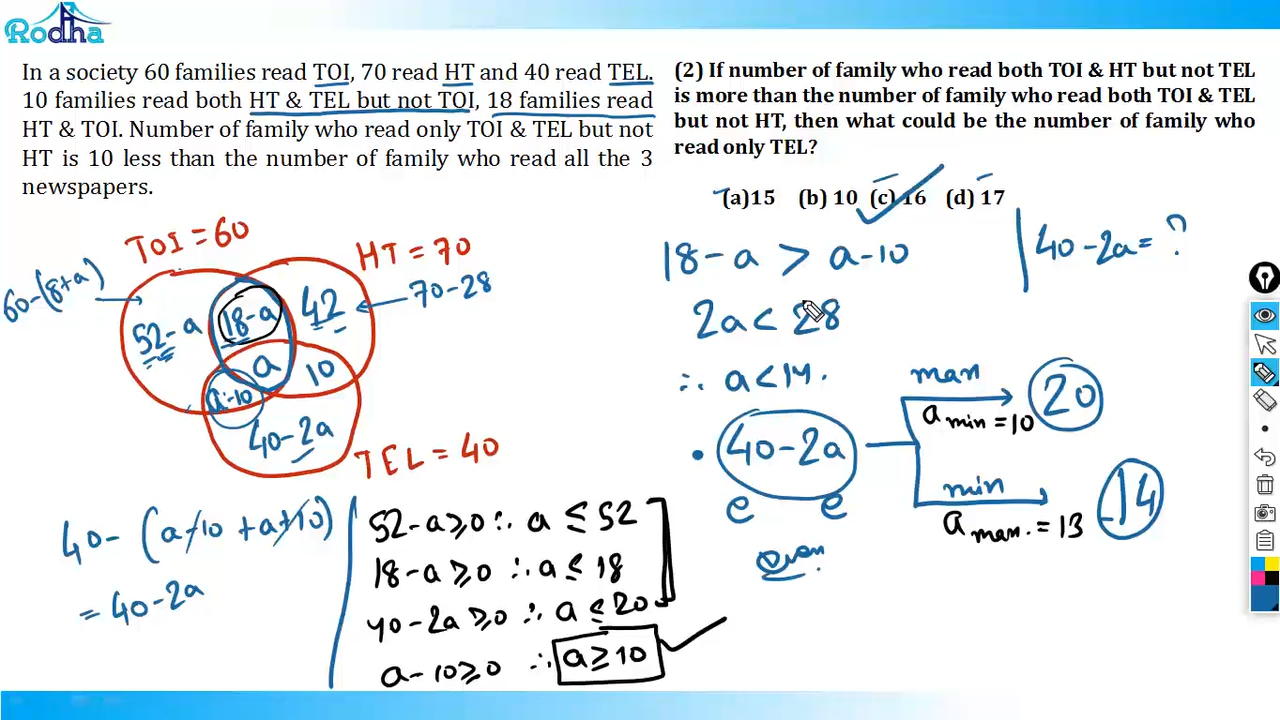 Rodha
In a society 60 families read TOI, 70 read HT and 40 read TEL.
10 families read both HT & TEL but not TOI, 18 families read
HT & TOI. Number of family who read only TOI & TEL but not
HT is 10 less than the number of family who read all the 3
newspapers.
(2) If number of family who read both TOI & HT but not TEL
is more than the number of family who read both TOI & TEL
but not HT, then what could be the number of family who
read only TEL?
(a)15 (b) 10 (c) 16 (d) 17
TOI = 60
HT = 70
60-(8+a)
70-28
52-a
18-a
42
a
10
a-10
40-2a
TEL = 40
40-(a-10+a+10)
= 40-2a
52-a≥0 ∴ a ≤ 52
18-a ≥0 ∴ a ≤ 18
40-2a ≥0 ∴ a ≤ 20
a-10≥0 ∴ a ≥ 10
18-a > a-10
40-2a = ?
2a < 28
∴ a < 14.
40-2a
e e
even
max
a min = 10
20
min
a max. = 13
14